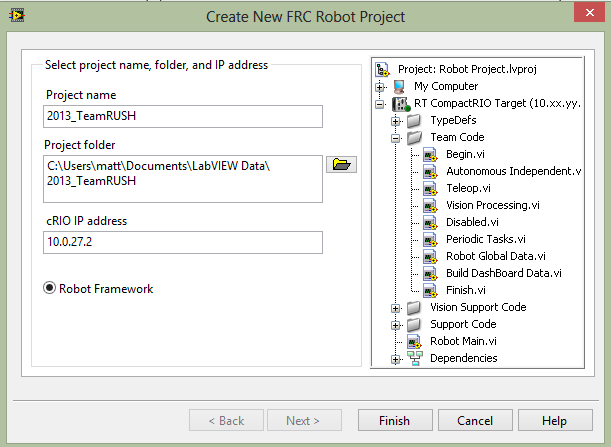 Create New FRC Robot Project
Select project name, folder, and IP address
Project name
2013_TeamRUSH
Project folder
C:\Users\matt\Documents\LabVIEW Data\
2013_TeamRUSH
cRIO IP address
10.0.27.2
Robot Framework
Project: Robot Project.lvproj
My Computer
RT CompactRIO Target (10.xx.yy.
TypeDefs
Team Code
Begin.vi
Autonomous Independent.v
Teleop.vi
Vision Processing.vi
Disabled.vi
Periodic Tasks.vi
Robot Global Data.vi
Build DashBoard Data.vi
Finish.vi
Vision Support Code
Support Code
Robot Main.vi
Dependencies
< Back
Next >
Finish
Cancel
Help